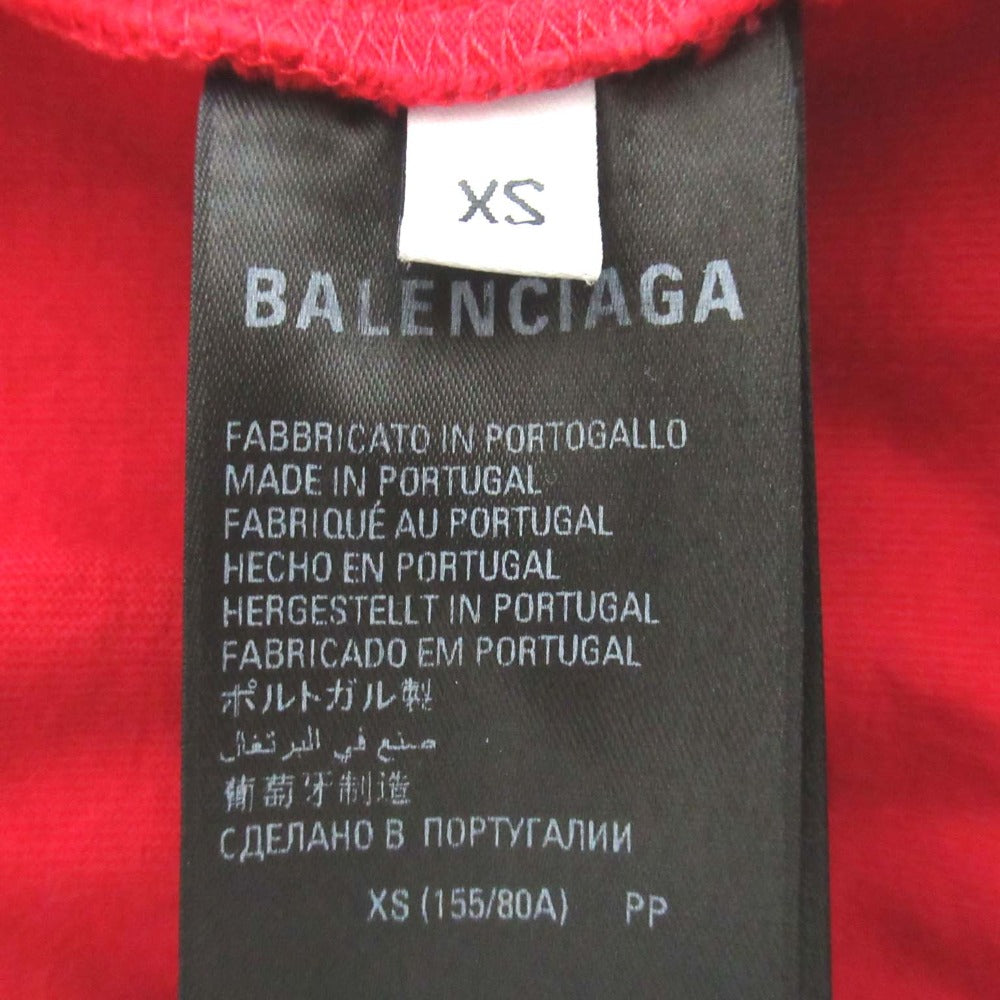 XS
BALENCIAGA
FABBRICATO IN PORTOGALLO
MADE IN PORTUGAL
FABRIQUÉ AU PORTUGAL
HECHO EN PORTUGAL
HERGESTELLT IN PORTUGAL
FABRICADO EM PORTUGAL
ポルトガル製
صنع في البرتغال
葡萄牙制造
СДЕЛАНО В ПОРТУГАЛИИ
XS (155/80A) PP